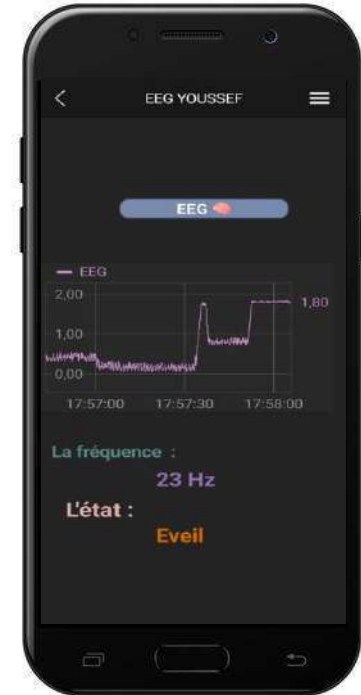 EEG YOUSSEF
EEG 🧠
EEG
2,00
1,80
1,00
0,00
17:57:00 17:57:30 17:58:00
La fréquence :
23 Hz
L'état :
Eveil